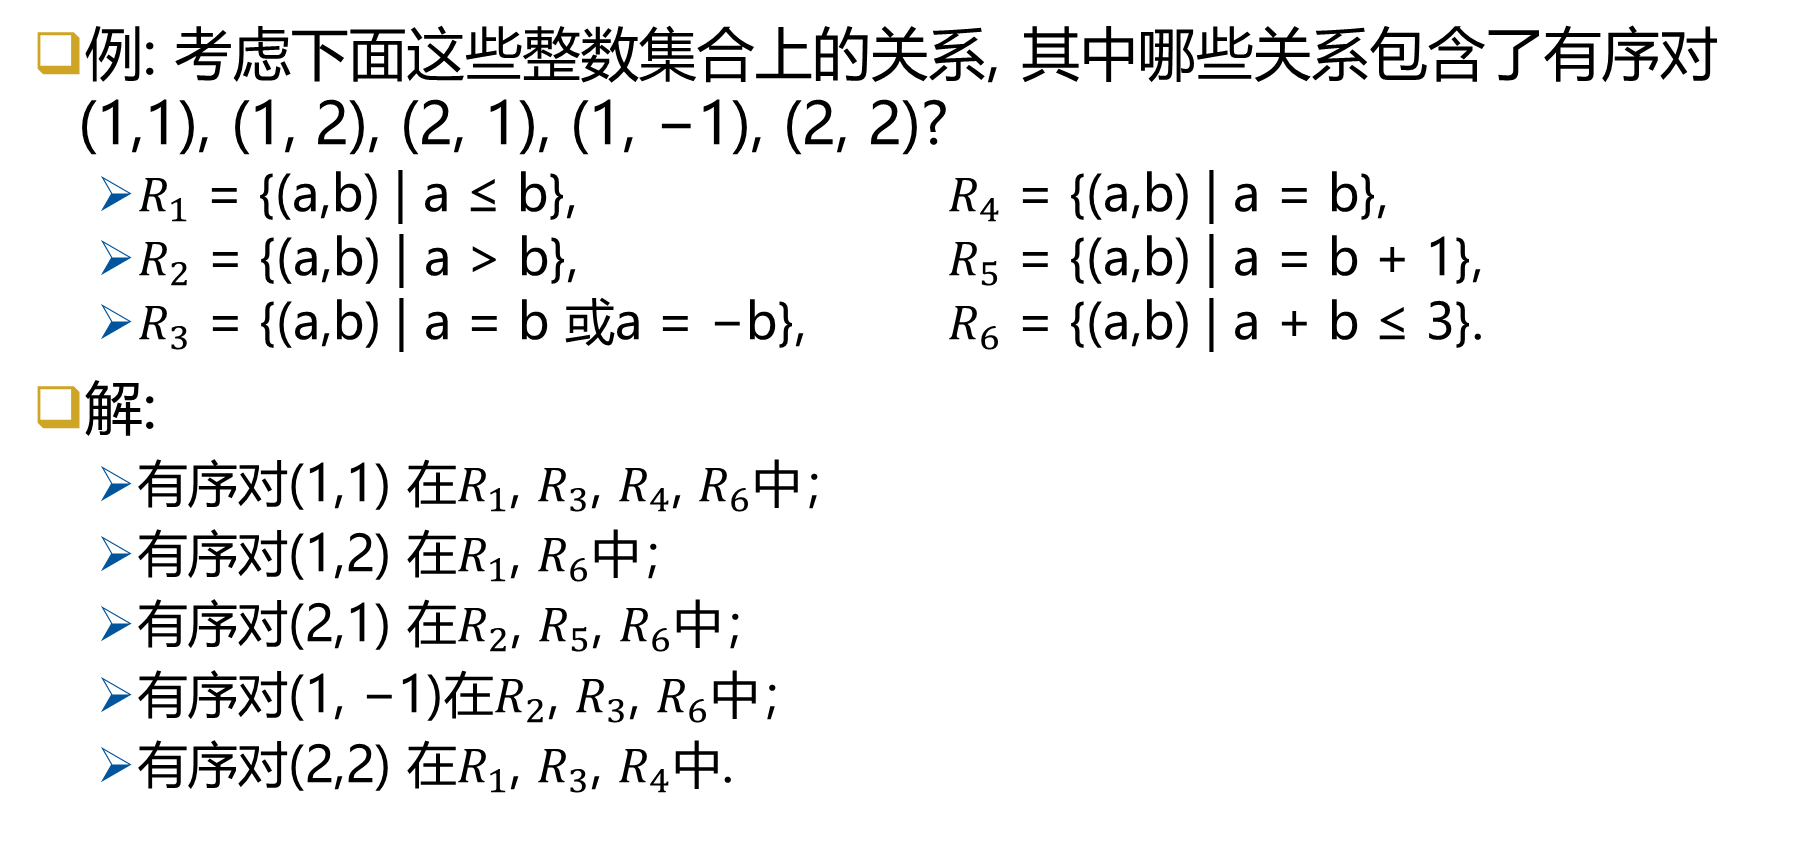 例: 考虑下面这些整数集合上的关系, 其中哪些关系包含了有序对
(1,1), (1, 2), (2, 1), (1, −1), (2, 2)?
R₁ = {(a,b) | a ≤ b}, R₄ = {(a,b) | a = b},
R₂ = {(a,b) | a > b}, R₅ = {(a,b) | a = b + 1},
R₃ = {(a,b) | a = b 或a = −b}, R₆ = {(a,b) | a + b ≤ 3}.
解:
有序对(1,1) 在R₁, R₃, R₄, R₆中;
有序对(1,2) 在R₁, R₆中;
有序对(2,1) 在R₂, R₅, R₆中;
有序对(1, −1)在R₂, R₃, R₆中;
有序对(2,2) 在R₁, R₃, R₄中.